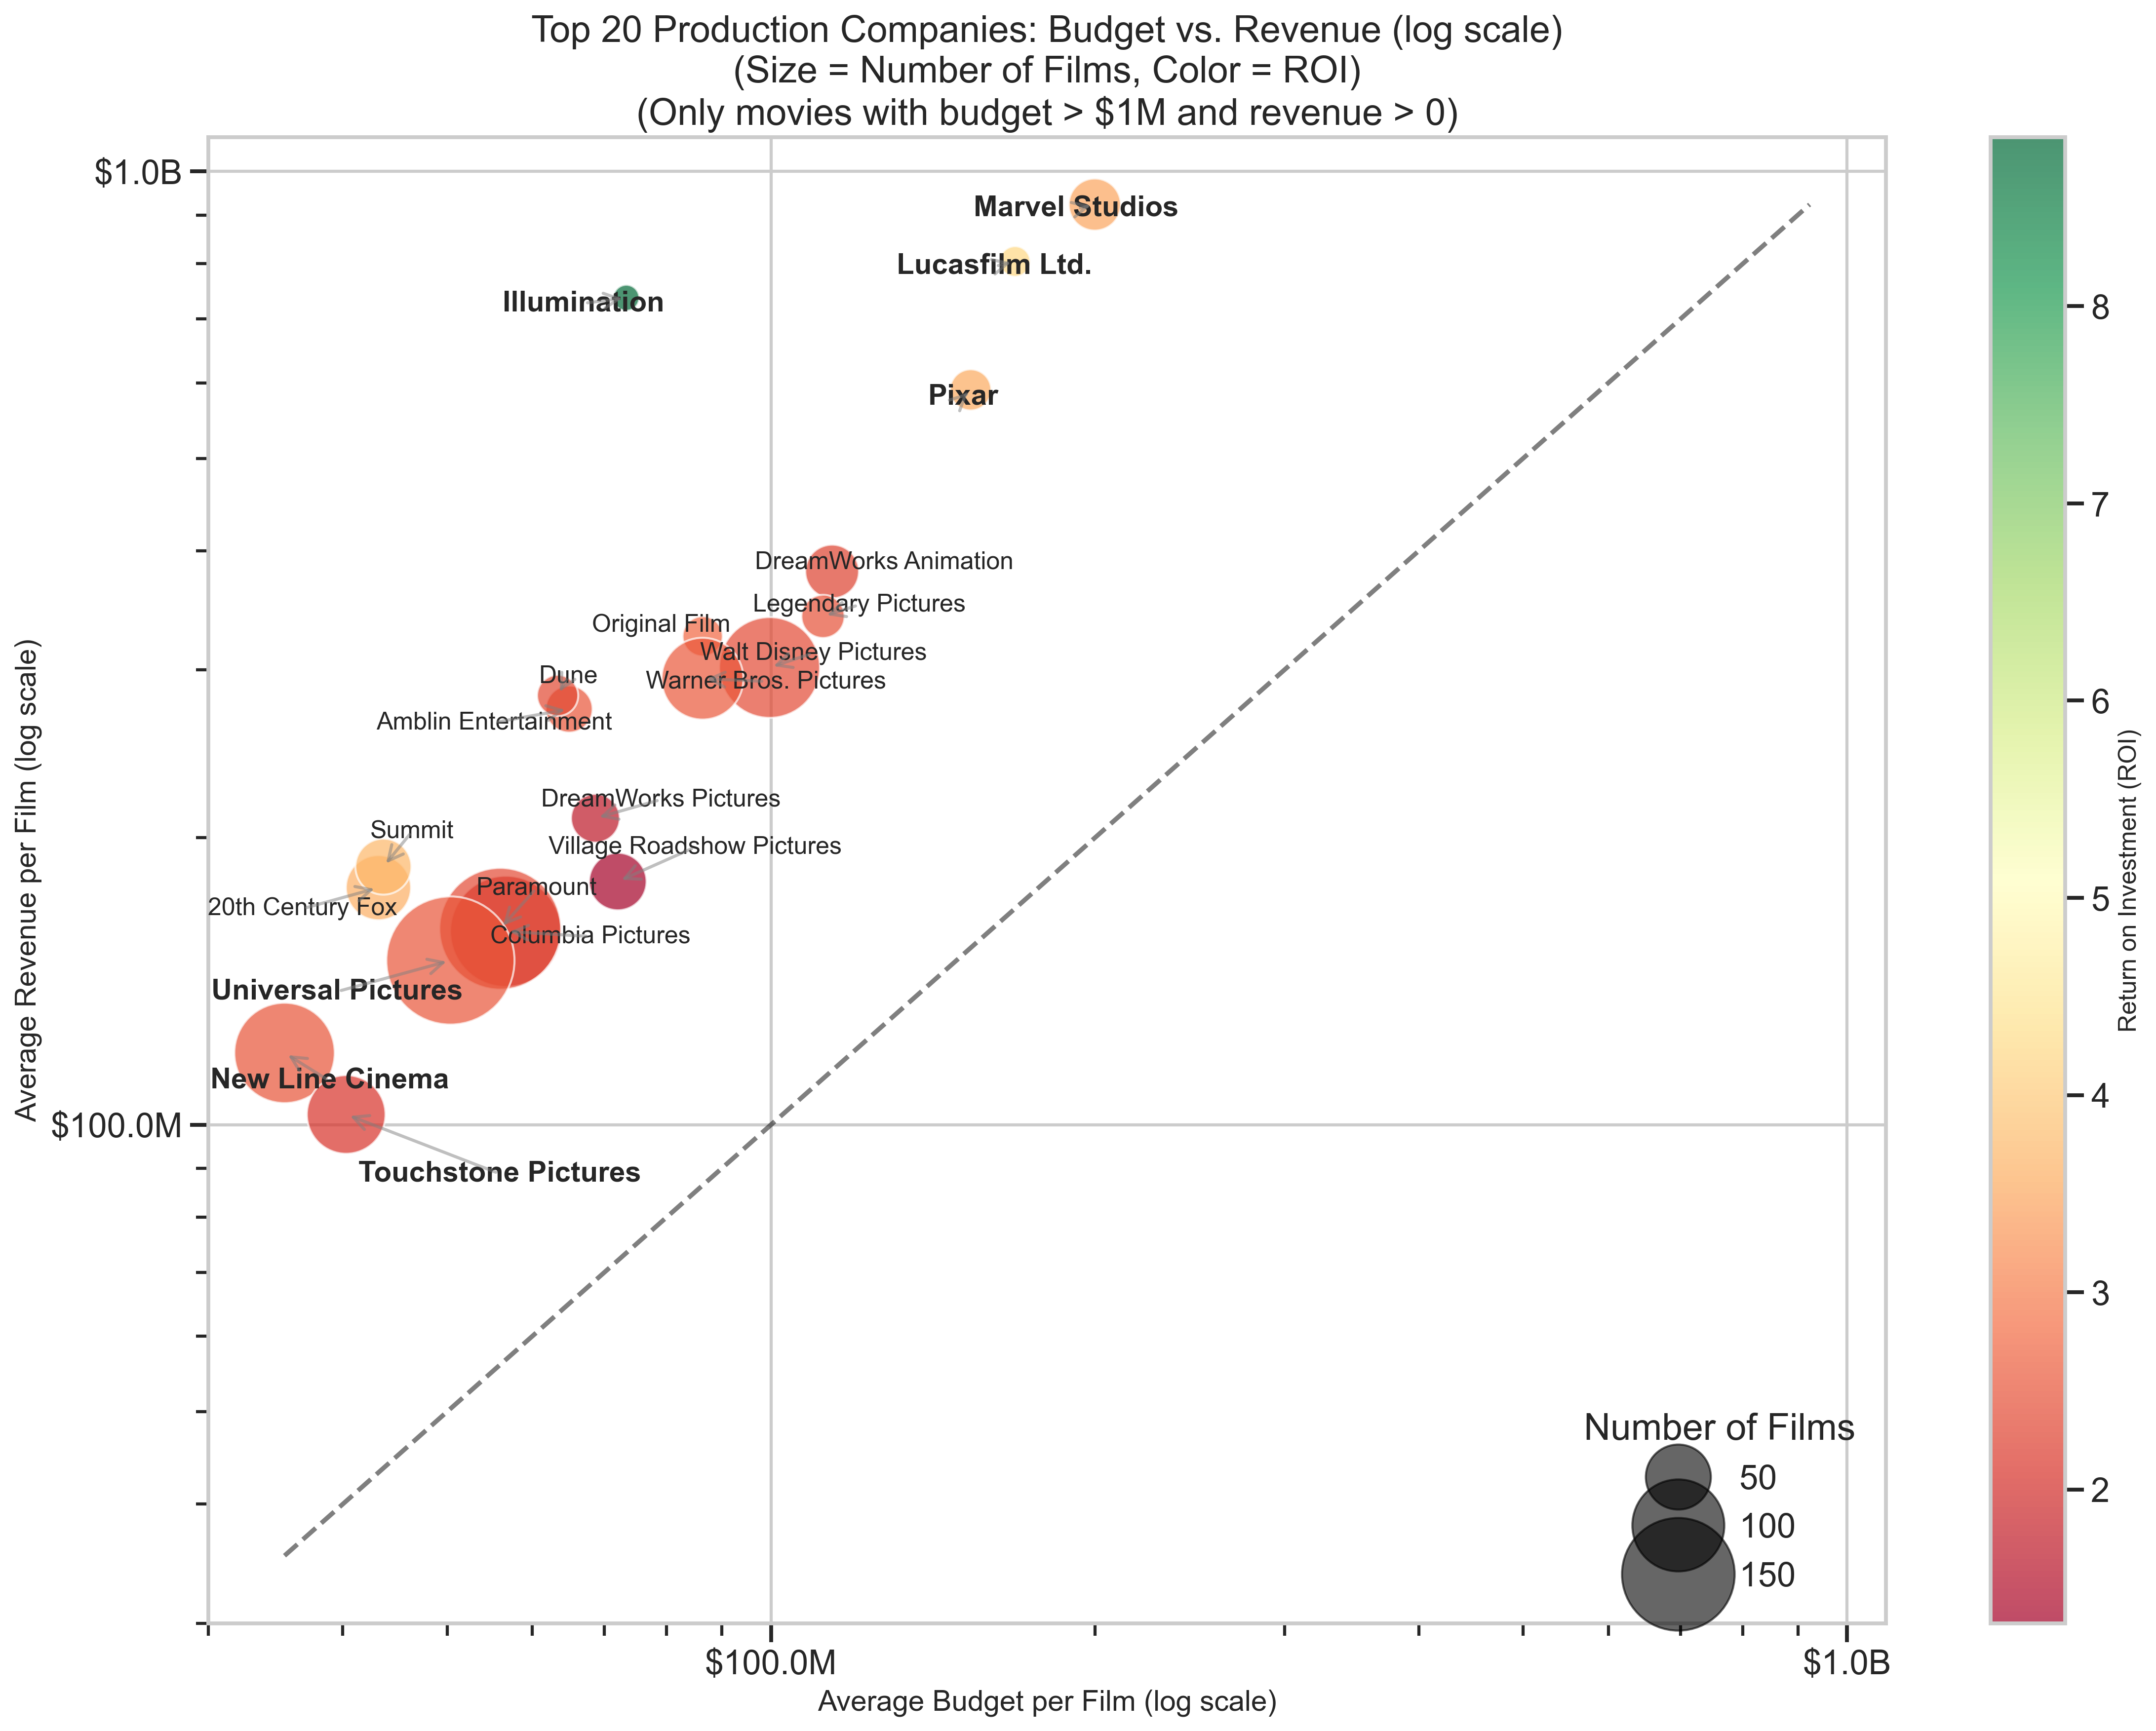 Top 20 Production Companies: Budget vs. Revenue (log scale)
(Size = Number of Films, Color = ROI)
(Only movies with budget > $1M and revenue > 0)
$1.0B
Marvel Studios
Lucasfilm Ltd.
Illumination
Pixar
DreamWorks Animation
Legendary Pictures
Original Film
Walt Disney Pictures
Dune
Warner Bros. Pictures
Amblin Entertainment
DreamWorks Pictures
Summit
Village Roadshow Pictures
Paramount
20th Century Fox
Columbia Pictures
Universal Pictures
New Line Cinema
$100.0M
Touchstone Pictures
Average Revenue per Film (log scale)
Number of Films
50
100
150
$100.0M
$1.0B
Average Budget per Film (log scale)
8
7
6
5
4
3
2
Return on Investment (ROI)